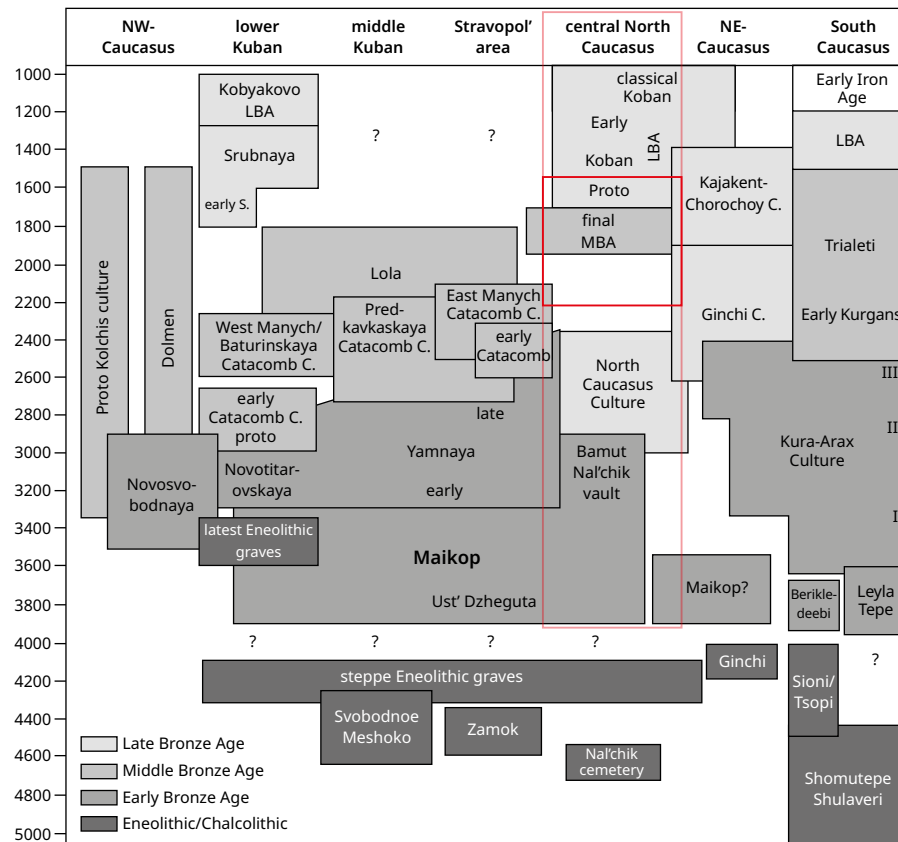 NW-
Caucasus
lower
Kuban
middle
Kuban
Stravopol'
area
central North
Caucasus
NE-
Caucasus
South
Caucasus
1000
1200
1400
1600
1800
2000
2200
2400
2600
2800
3000
3200
3400
3600
3800
4000
4200
4400
4600
4800
5000
Proto Kolchis culture
Dolmen
Novosvo-
bodnaya
Kobyakovo
LBA
Srubnaya
early S.
West Manych/
Baturinskaya
Catacomb C.
early
Catacomb C.
proto
Novotitar-
ovskaya
latest Eneolithic
graves
?
?
Lola
Pred-
kavkaskaya
Catacomb C.
East Manych
Catacomb C.
early
Catacomb
late
Yamnaya
early
Maikop
Ust' Dzheguta
classical
Koban
Early
Koban
LBA
Proto
final
MBA
North
Caucasus
Culture
Bamut
Nal'chik
vault
Kajakent-
Chorochoy C.
Ginchi C.
Maikop?
Early Iron
Age
LBA
Trialeti
Early Kurgans
III
II
I
Kura-Arax
Culture
Berikle-
deebi
Leyla
Tepe
?
?
?
?
?
steppe Eneolithic graves
Svobodnoe
Meshoko
Zamok
Nal'chik
cemetery
Ginchi
Sioni/
Tsopi
Shomutepe
Shulaveri
Late Bronze Age
Middle Bronze Age
Early Bronze Age
Eneolithic/Chalcolithic